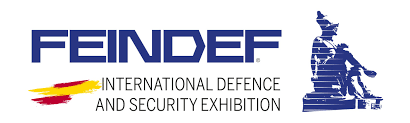 FEINDEF®
INTERNATIONAL DEFENCE
AND SECURITY EXHIBITION